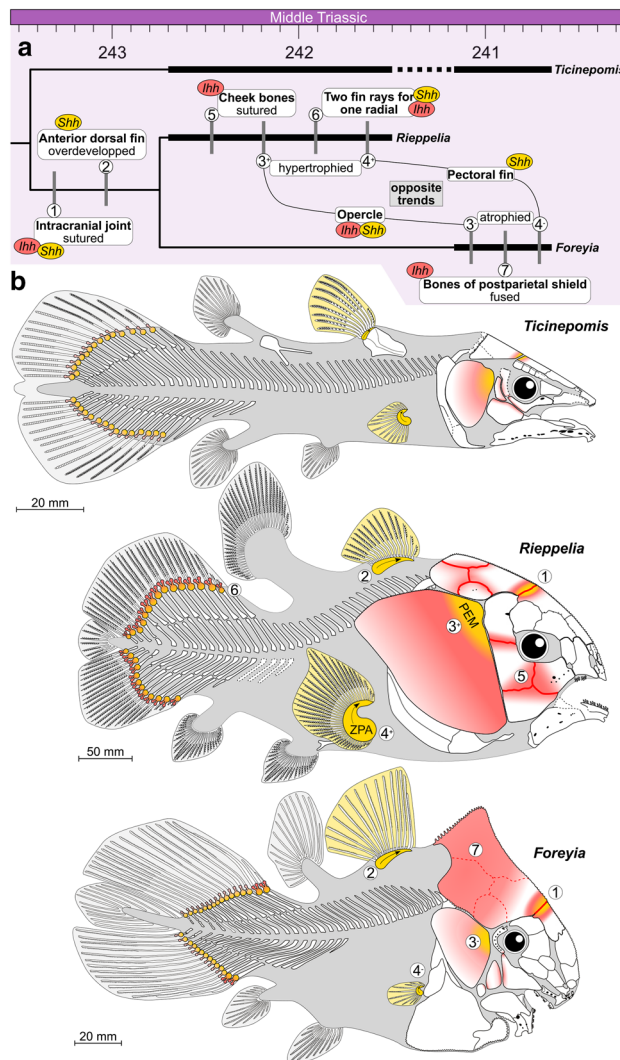 Middle Triassic
243
242
241
a
Ticinepomis
Ihh
Cheek bones
sutured
5
Two fin rays for
one radial
6
Shh
Ihh
Shh
Anterior dorsal fin
overdevelopped
2
Rieppelia
3+
hypertrophied
4+
Shh
Pectoral fin
opposite
trends
1
Intracranial joint
sutured
Ihh
Shh
Opercle
Ihh
Shh
3-
atrophied
4-
Foreyia
7
Ihh
Bones of postparietal shield
fused
b
Ticinepomis
20 mm
Rieppelia
2
1
6
PEM
3+
5
ZPA
4+
50 mm
Foreyia
7
2
1
3-
4-
20 mm